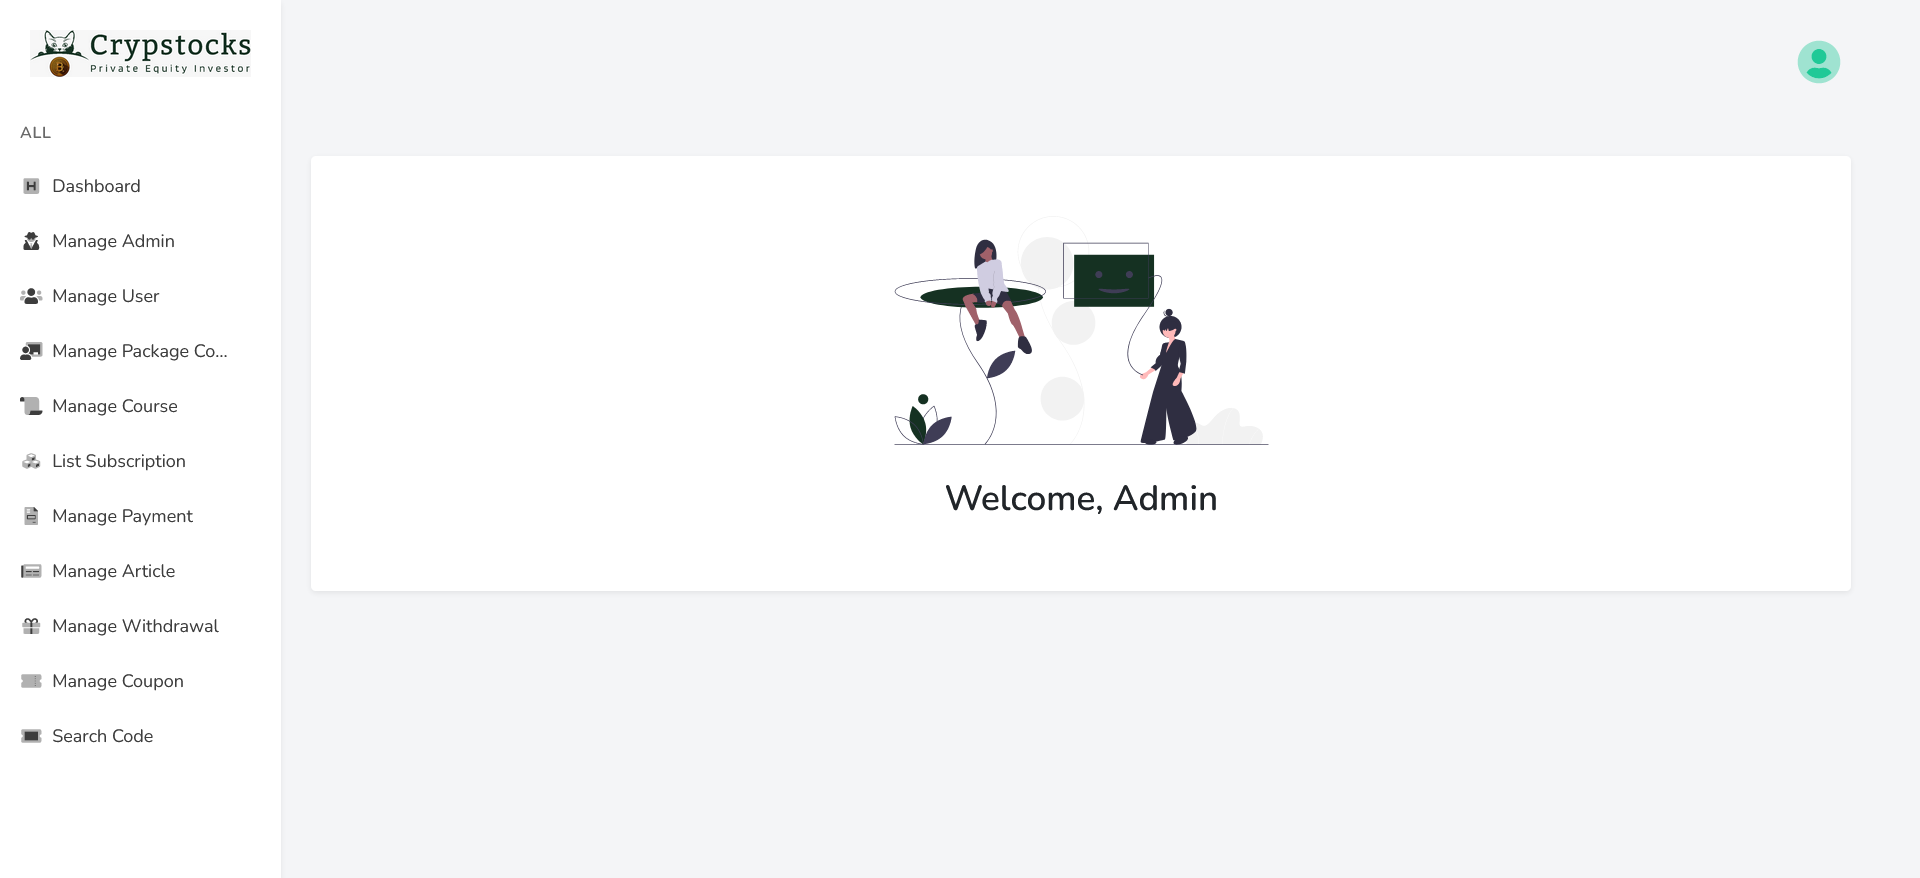 Crypstocks
Private Equity Investor
ALL
Dashboard
Manage Admin
Manage User
Manage Package Co...
Manage Course
List Subscription
Manage Payment
Manage Article
Manage Withdrawal
Manage Coupon
Search Code
Welcome, Admin